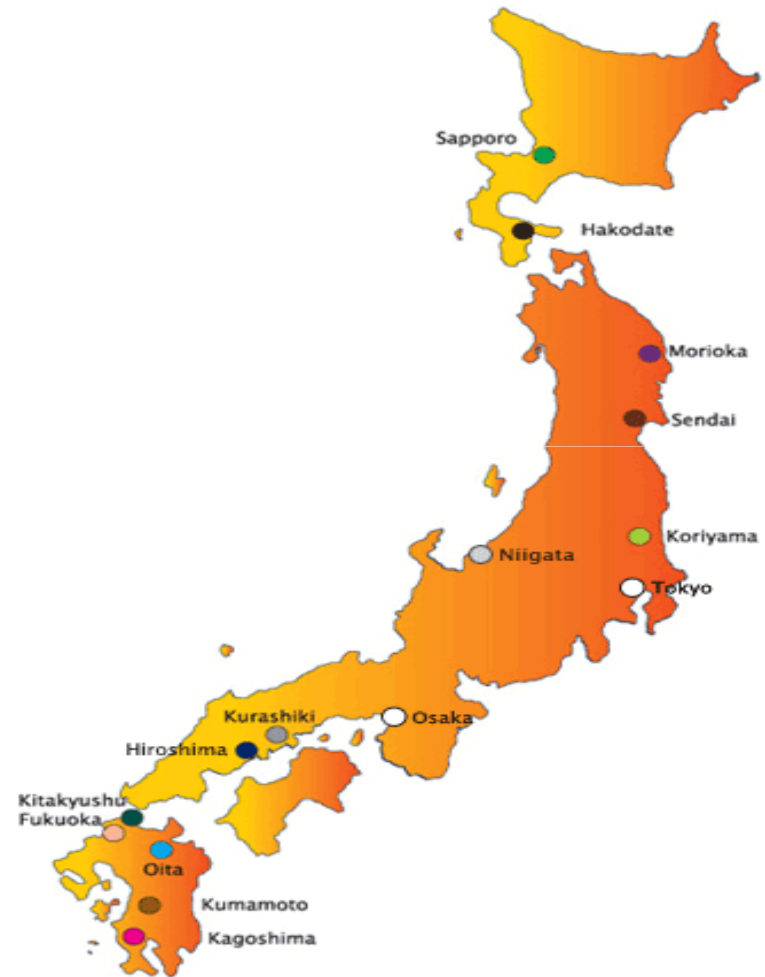 Sapporo
Hakodate
Morioka
Sendai
Koriyama
Niigata
Tokyo
Kurashiki
Osaka
Hiroshima
Kitakyushu
Fukuoka
Oita
Kumamoto
Kagoshima